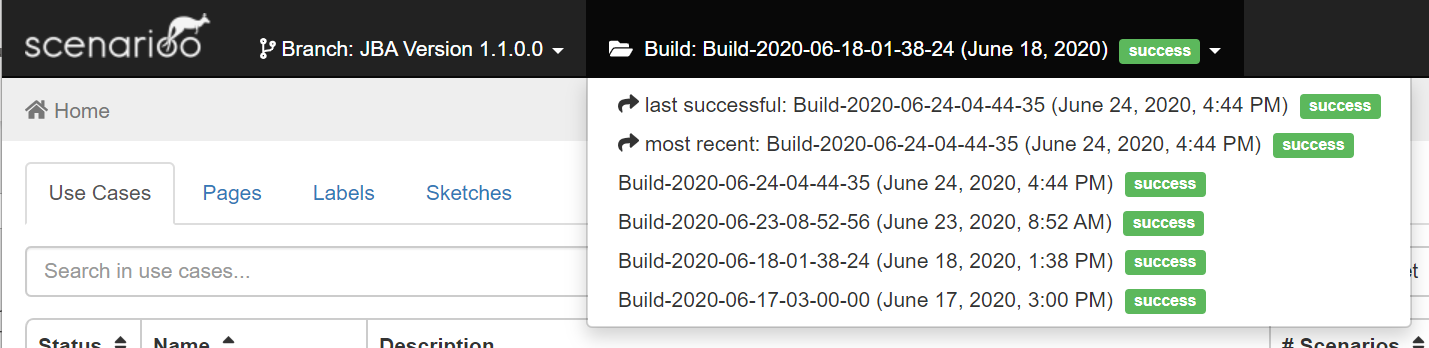 scenarioo
Branch: JBA Version 1.1.0.0
Build: Build-2020-06-18-01-38-24 (June 18, 2020) success
Home
last successful: Build-2020-06-24-04-44-35 (June 24, 2020, 4:44 PM) success
most recent: Build-2020-06-24-04-44-35 (June 24, 2020, 4:44 PM) success
Build-2020-06-24-04-44-35 (June 24, 2020, 4:44 PM) success
Build-2020-06-23-08-52-56 (June 23, 2020, 8:52 AM) success
Build-2020-06-18-01-38-24 (June 18, 2020, 1:38 PM) success
Build-2020-06-17-03-00-00 (June 17, 2020, 3:00 PM) success
Use Cases Pages Labels Sketches
Search in use cases...
Status Name Description # Scenarios